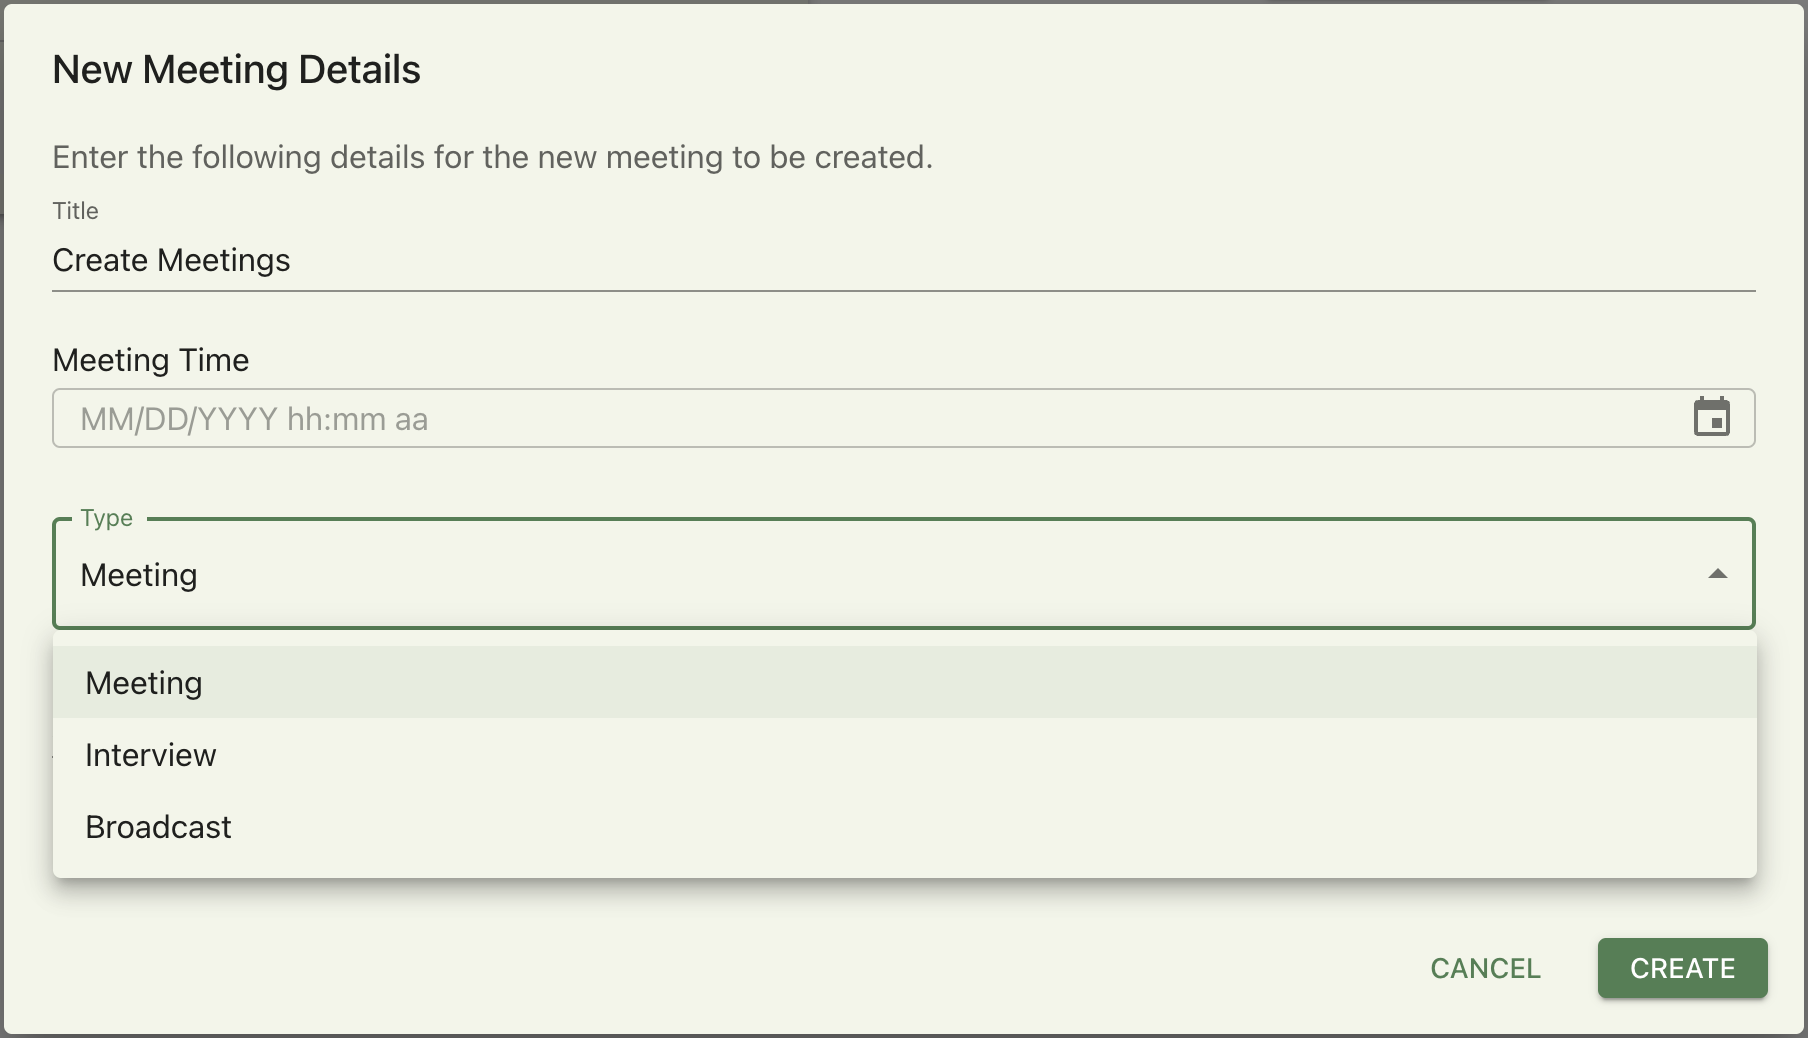 New Meeting Details
Enter the following details for the new meeting to be created.
Title
Create Meetings
Meeting Time
MM/DD/YYYY hh:mm aa
Type
Meeting
Meeting
Interview
Broadcast
CANCEL
CREATE